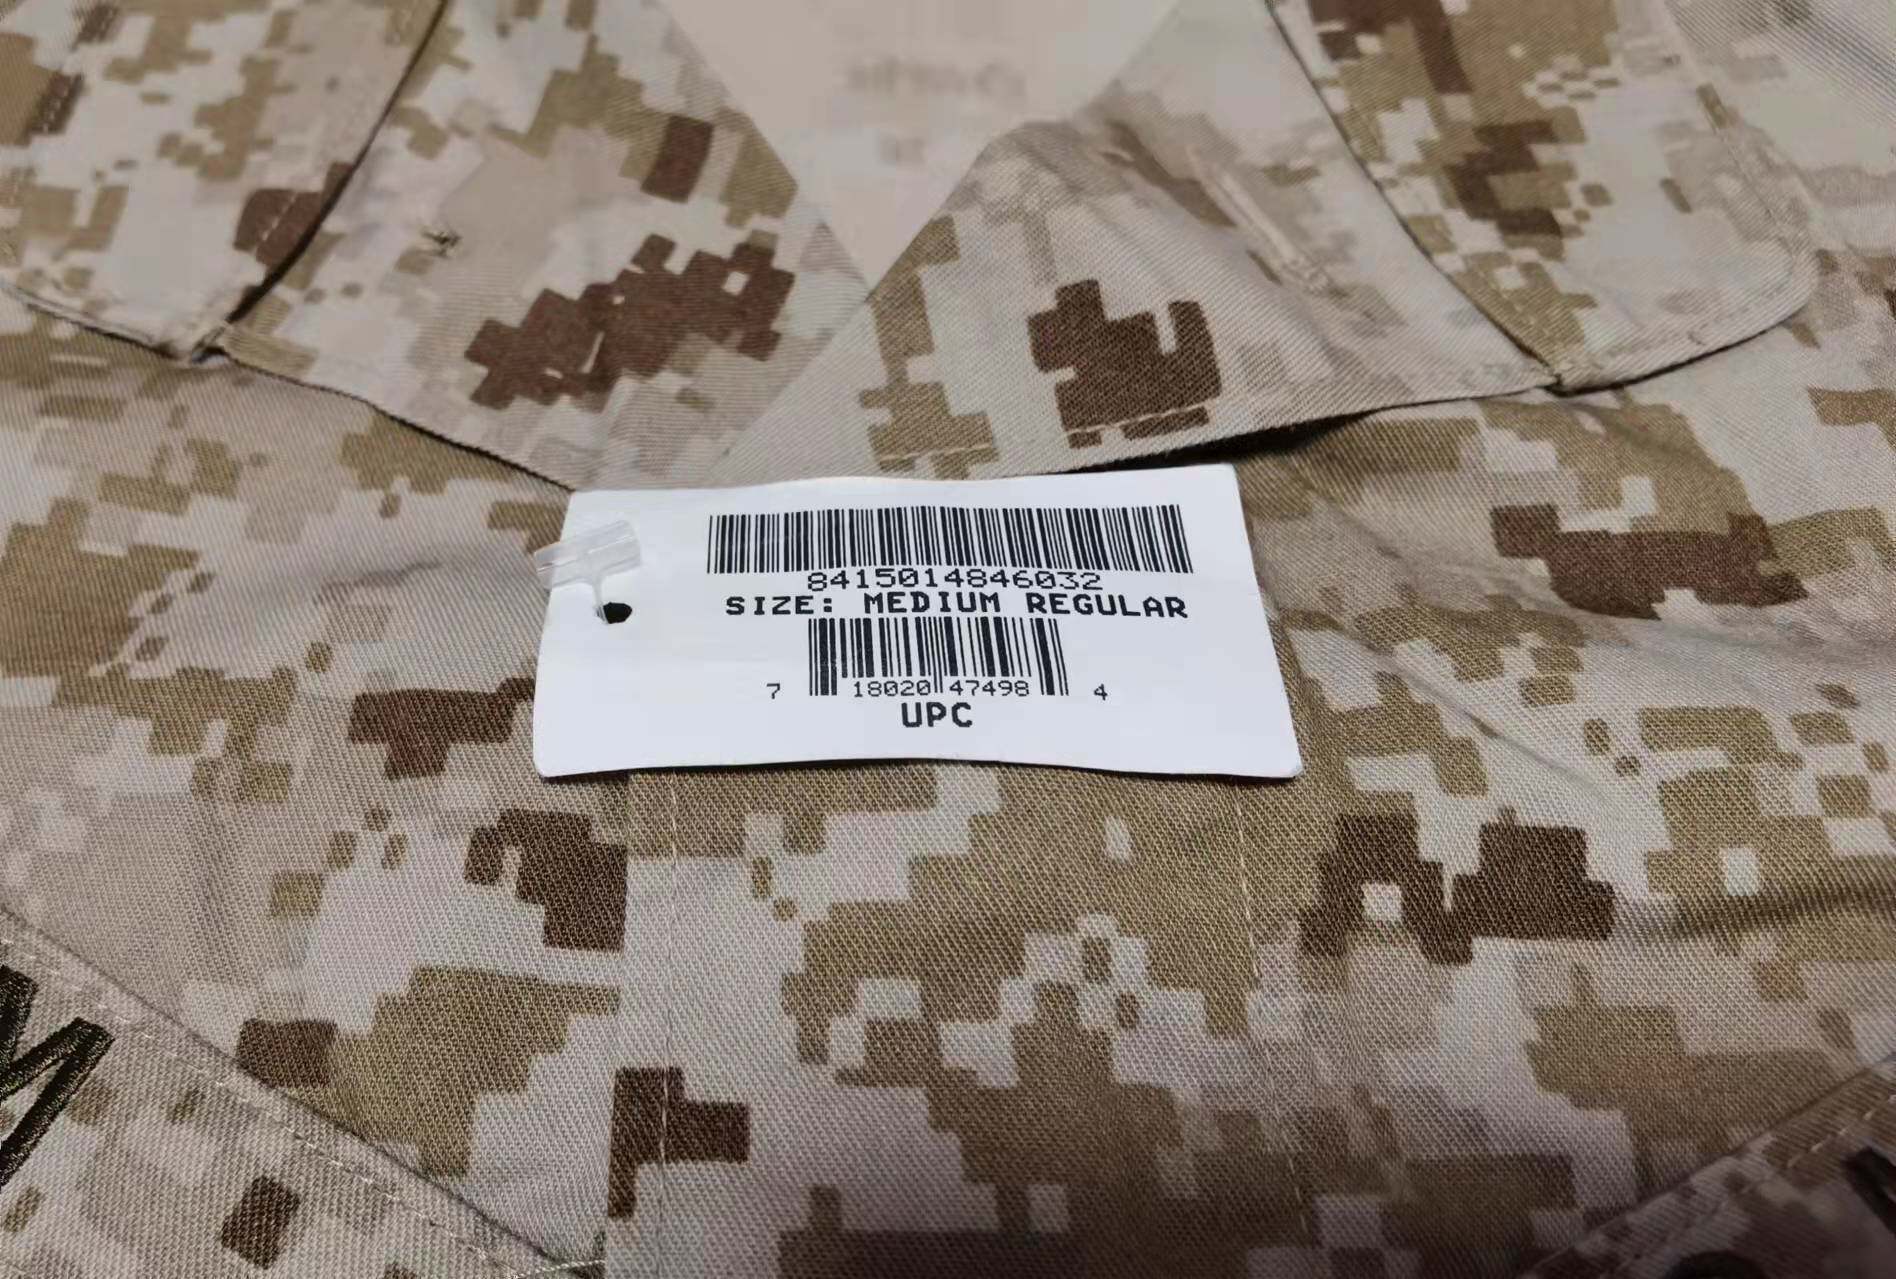 8415014846032
SIZE: MEDIUM REGULAR
7 18020 47498 4
UPC